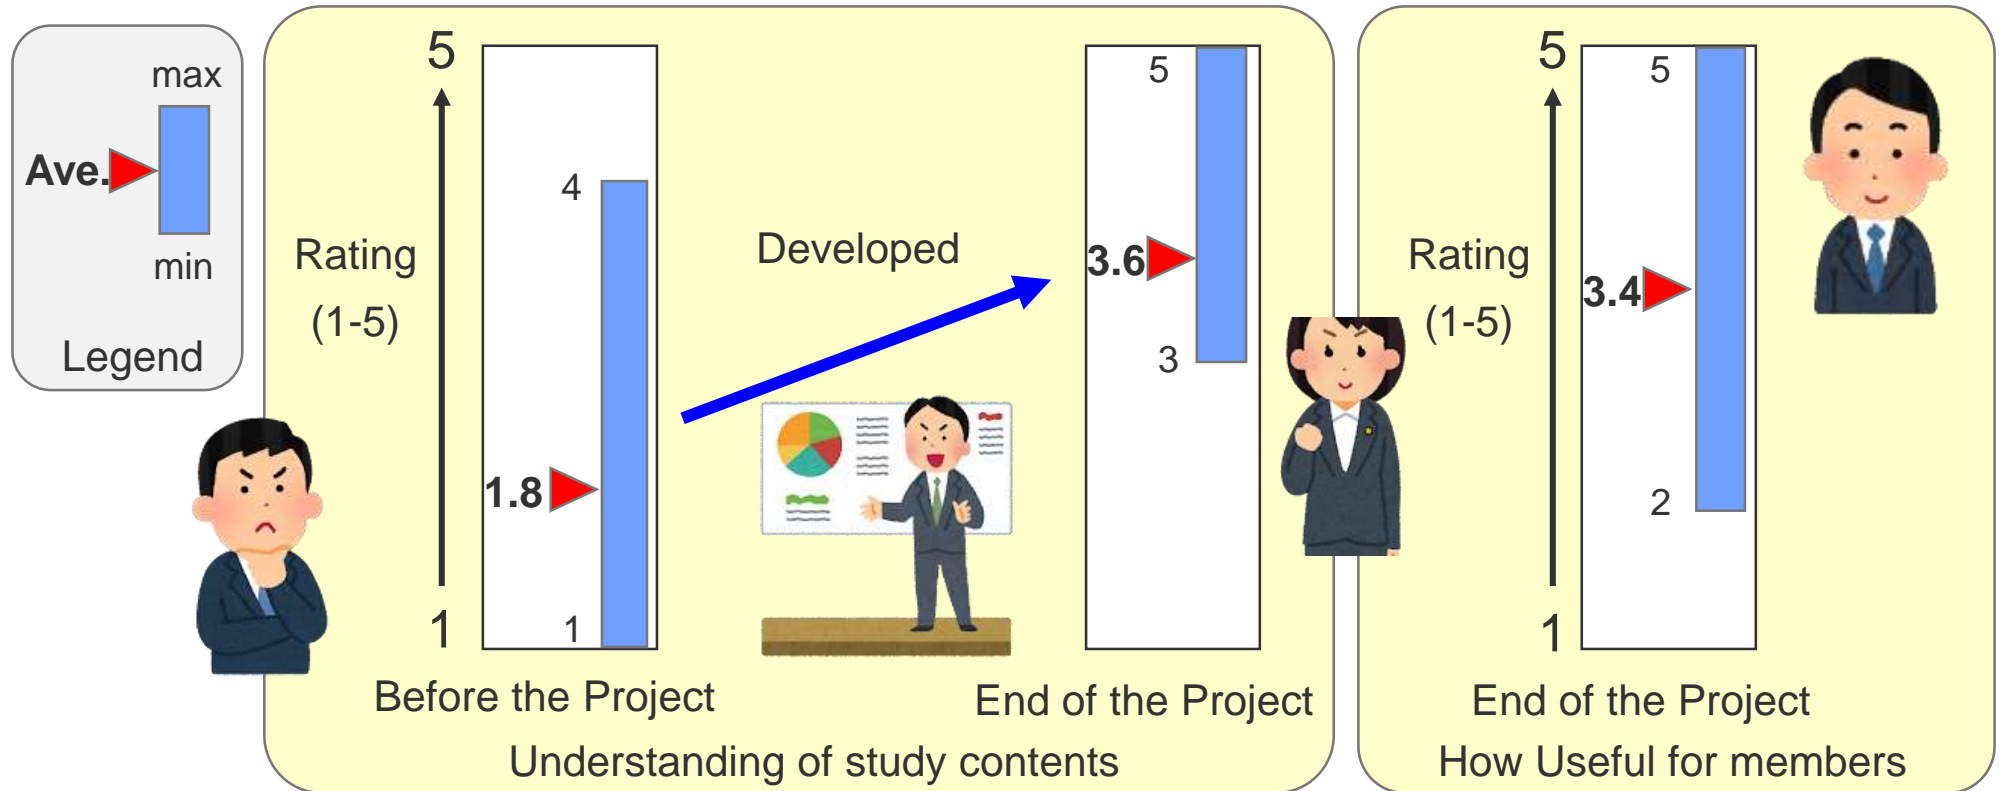 max
Ave.
min
Legend
5
Rating
(1-5)
1
4
1.8
1
Before the Project
Developed
5
3.6
3
End of the Project
Understanding of study contents
5
Rating
(1-5)
1
5
3.4
2
End of the Project
How Useful for members